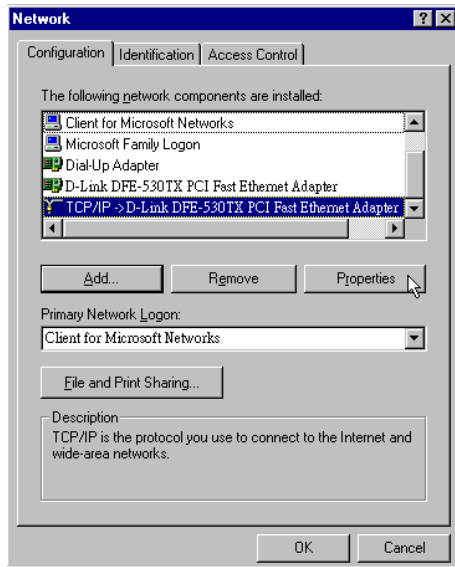 Network
Configuration Identification Access Control
The following network components are installed:
Client for Microsoft Networks
Microsoft Family Logon
Dial-Up Adapter
D-Link DFE-530TX PCI Fast Ethernet Adapter
TCP/IP ->D-Link DFE-530TX PCI Fast Ethernet Adapter
Add... Remove Properties
Primary Network Logon:
Client for Microsoft Networks
File and Print Sharing...
Description
TCP/IP is the protocol you use to connect to the Internet and
wide-area networks.
OK Cancel